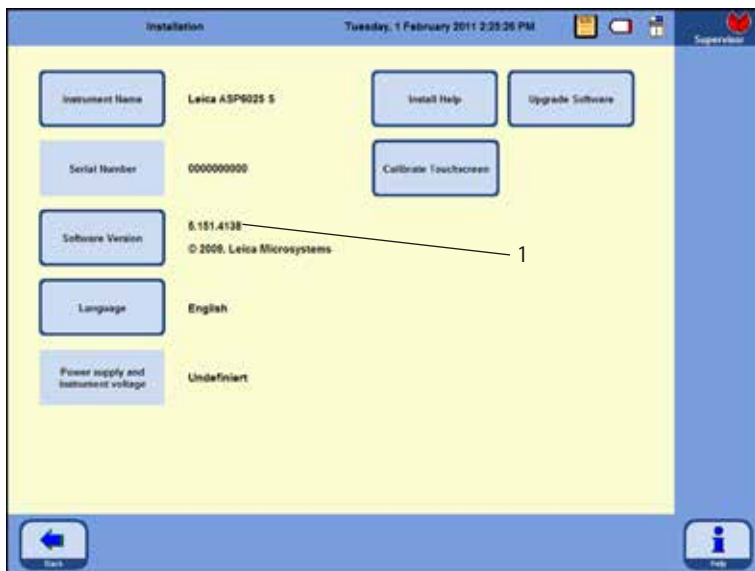 Installation
Tuesday, 1 February 2011 2:25:26 PM
Supervisor
Instrument Name
Leica ASP6025 S
Install Help
Upgrade Software
Serial Number
0000000000
Calibrate Touchscreen
Software Version
5.151.4138
© 2009, Leica Microsystems
1
Language
English
Power supply and
instrument voltage
Undefiniert
Back
Help